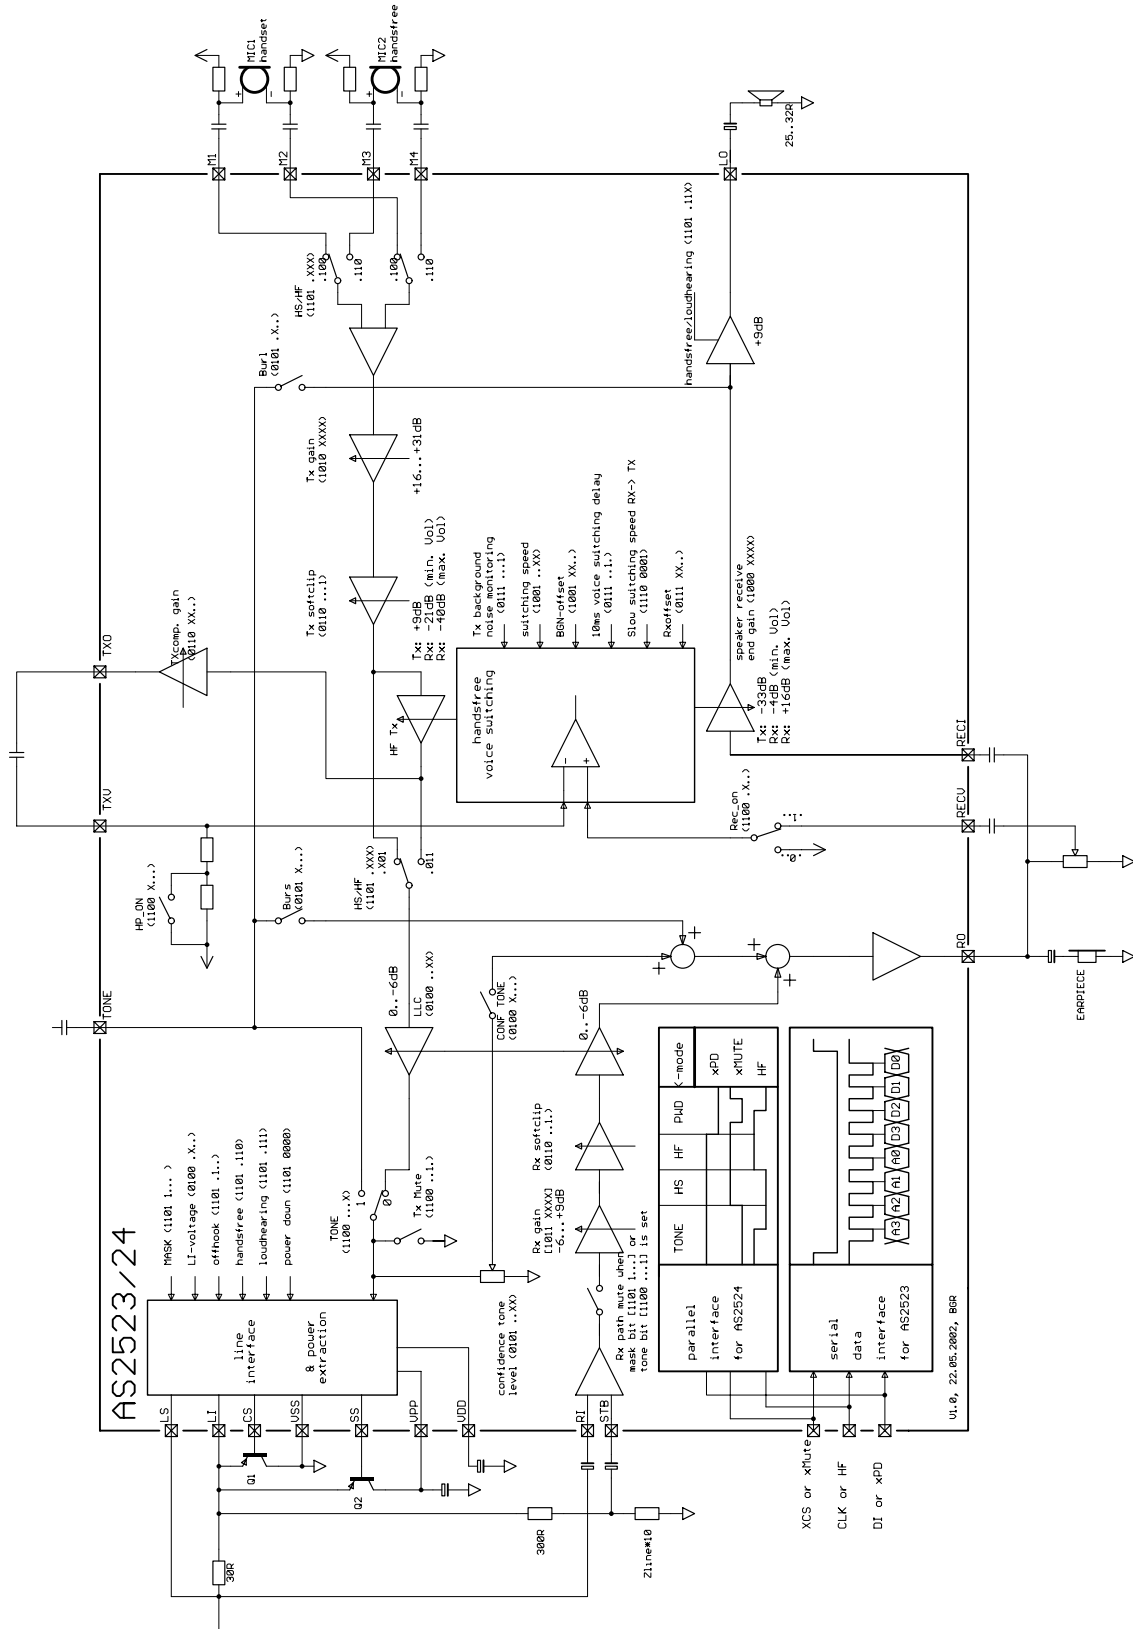 AS2523/24
MIC1
handset
MIC2
handsfree
+
-
+
-
M1
M2
M3
M4
LO
25..32R
TXO
TXV
TONE
HS/HF
(1101 .XXX)
.100
.110
.100
.110
Burl
(0101 .X..)
handsfree/loudhearing (1101 .11X)
+9dB
Tx gain
(1010 XXXX)
+16...+31dB
Tx softclip
(0110 ...1)
TXcomp. gain
(0110 XX..)
Tx: +9dB
Rx: -21dB (min. Vol)
Rx: -40dB (max. Vol)
HF Tx
handsfree
voice switching
-
+
Tx background
noise monitoring
(0111 ...1)
switching speed
(1001 ..XX)
BGN-offset
(1001 XX..)
10ms voice switching delay
(0111 ..1.)
Slow switching speed RX-> TX
(1110 0001)
Rxoffset
(0111 XX..)
speaker receive
end gain (1000 XXXX)
Tx: -33dB
Rx: -4dB (min. Vol)
Rx: +16dB (max. Vol)
RECI
RECV
RO
Rec_on
(1100 .X..)
.1..
.0..
HP_ON
(1100 X...)
Burs
(0101 X...)
HS/HF
(1101 .XXX)
.X01
.011
0..-6dB
LLC
(0100 ..XX)
CONF TONE
(0100 X...)
+
+
+
+
0..-6dB
EARPIECE
TONE
(1100 ...X)
1
0
Tx Mute
(1100 ..1.)
Rx softclip
(0110 ..1.)
Rx gain
[1011 XXXX]
-6...+9dB
Rx path mute when
mask bit [1101 1...] or
tone bit [1100 ...1] is set
MASK (1101 1... )
LI-voltage (0100 .X..)
offhook (1101 .1..)
handsfree (1101 .110)
loudhearing (1101 .111)
power down (1101 0000)
line
interface
& power
extraction
confidence tone
level (0101 ..XX)
LS
LI
CS
VSS
SS
VPP
VDD
RI
STB
Q1
Q2
30R
300R
Zline*10
TONE
HS
HF
PWD
<-mode
xPD
xMUTE
HF
parallel
interface
for AS2524
serial
data
interface
for AS2523
A3
A2
A1
A0
D3
D2
D1
D0
XCS or xMute
CLK or HF
DI or xPD
V1.0, 22.05.2002, BGR